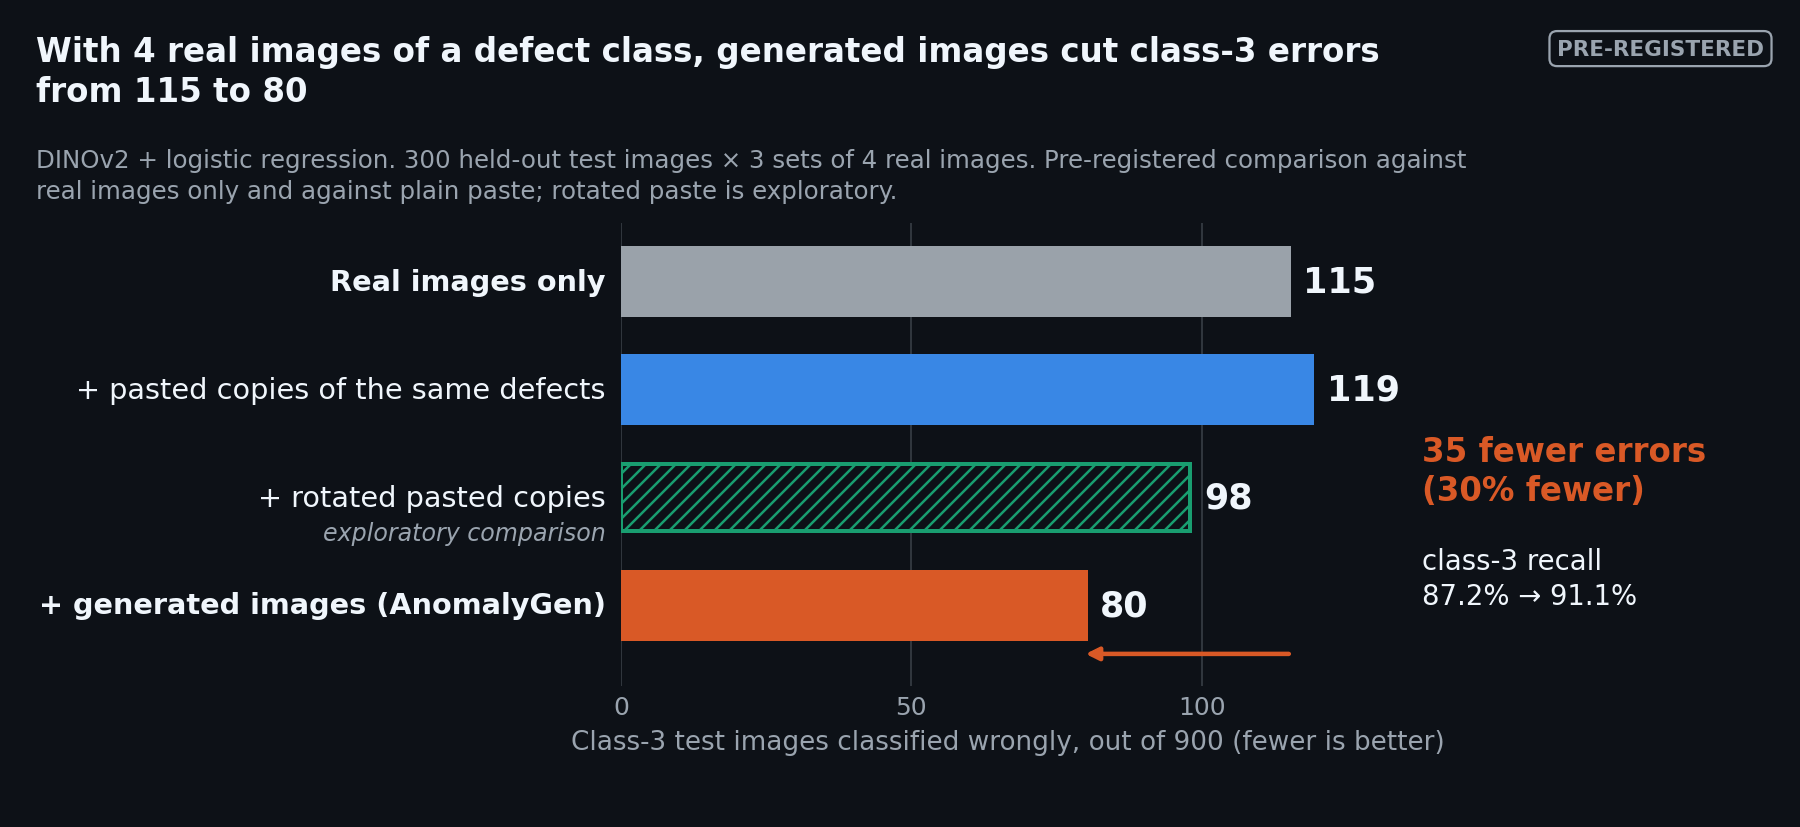 With 4 real images of a defect class, generated images cut class-3 errors
from 115 to 80
PRE-REGISTERED
DINOv2 + logistic regression. 300 held-out test images × 3 sets of 4 real images. Pre-registered comparison against
real images only and against plain paste; rotated paste is exploratory.
Real images only
115
+ pasted copies of the same defects
119
+ rotated pasted copies
exploratory comparison
98
+ generated images (AnomalyGen)
80
35 fewer errors
(30% fewer)
class-3 recall
87.2% → 91.1%
0 50 100
Class-3 test images classified wrongly, out of 900 (fewer is better)